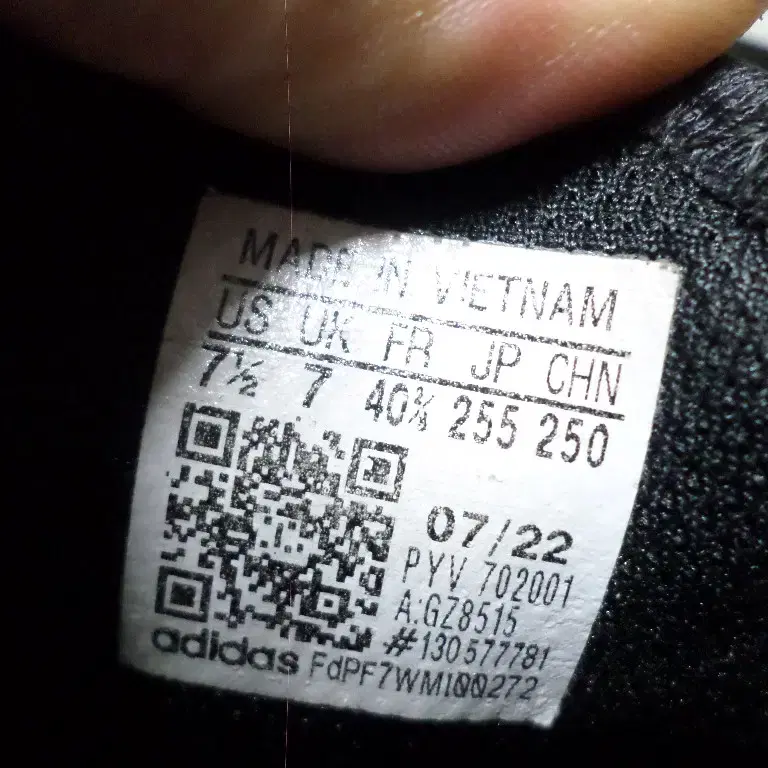 MADE IN VIETNAM
US UK FR JP CHN
7½ 7 40⅔ 255 250
07/22
PYV 702001
A:GZ8515
#130577781
adidas